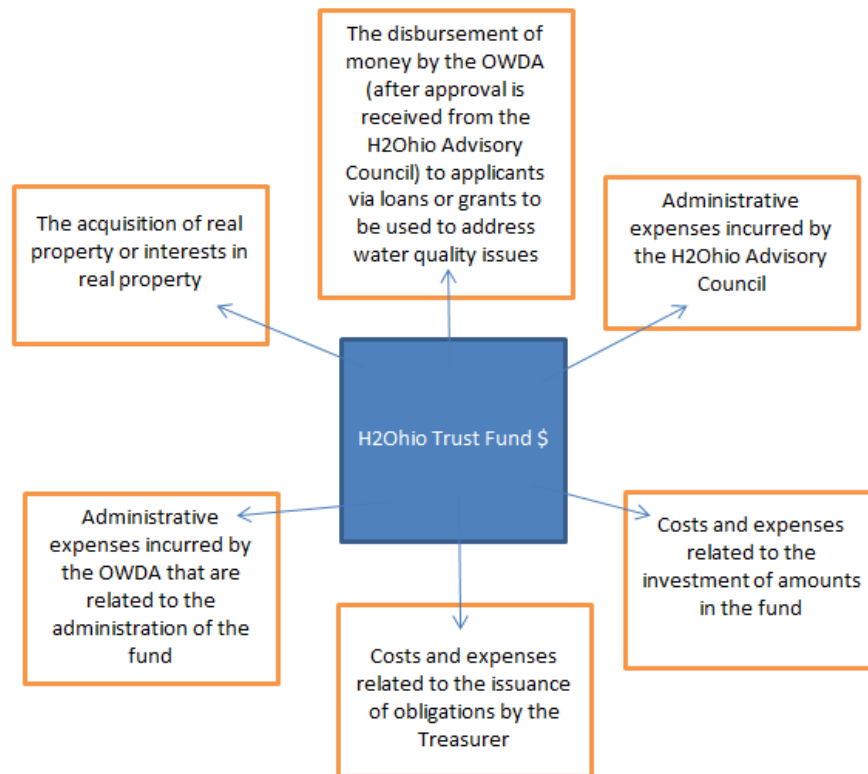 The disbursement of
money by the OWDA
(after approval is
received from the
H2Ohio Advisory
Council) to applicants
via loans or grants to
be used to address
water quality issues
The acquisition of real
property or interests in
real property
Administrative
expenses incurred by
the H2Ohio Advisory
Council
H2Ohio Trust Fund $
Administrative
expenses incurred by
the OWDA that are
related to the
administration of the
fund
Costs and expenses
related to the
investment of amounts
in the fund
Costs and expenses
related to the issuance
of obligations by the
Treasurer